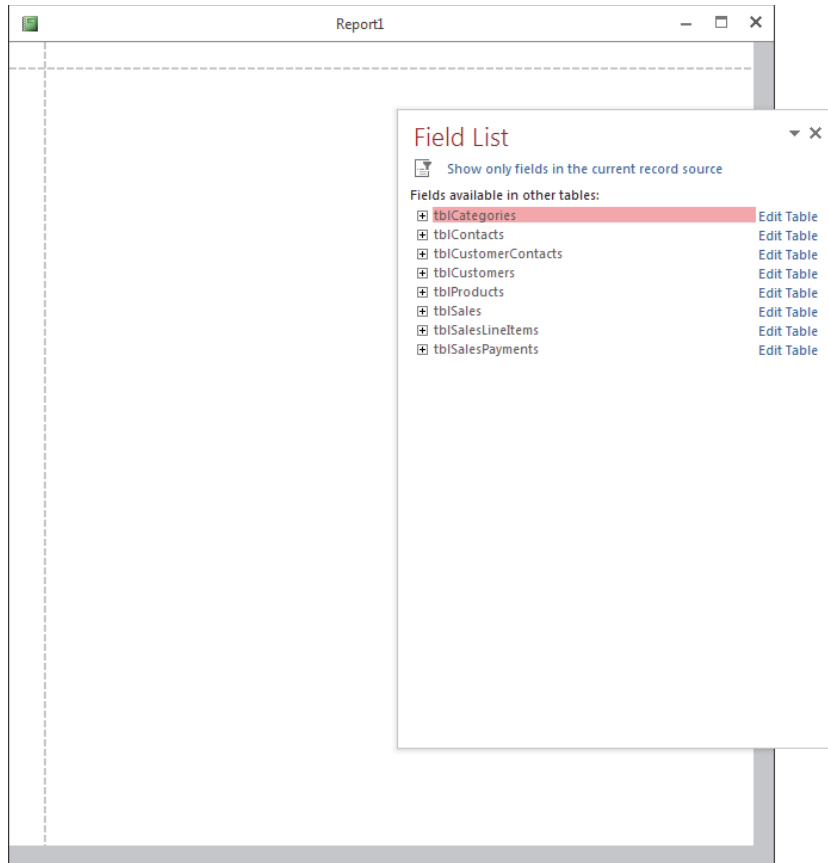 Report1
Field List
Show only fields in the current record source
Fields available in other tables:
tblCategories Edit Table
tblContacts Edit Table
tblCustomerContacts Edit Table
tblCustomers Edit Table
tblProducts Edit Table
tblSales Edit Table
tblSalesLineItems Edit Table
tblSalesPayments Edit Table